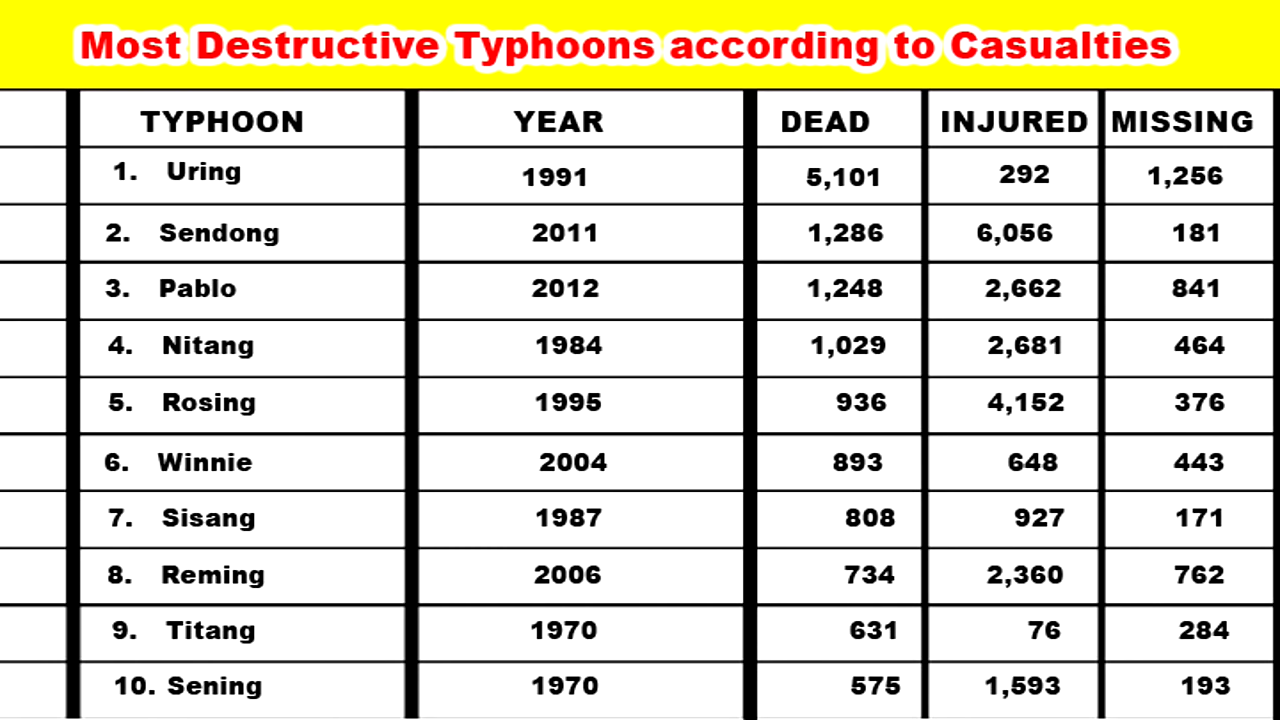 Most Destructive Typhoons according to Casualties
TYPHOON YEAR DEAD INJURED MISSING
1. Uring 1991 5,101 292 1,256
2. Sendong 2011 1,286 6,056 181
3. Pablo 2012 1,248 2,662 841
4. Nitang 1984 1,029 2,681 464
5. Rosing 1995 936 4,152 376
6. Winnie 2004 893 648 443
7. Sisang 1987 808 927 171
8. Reming 2006 734 2,360 762
9. Titang 1970 631 76 284
10. Sening 1970 575 1,593 193